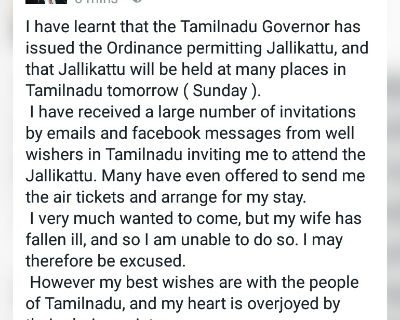 I have learnt that the Tamilnadu Governor has
issued the Ordinance permitting Jallikattu, and
that Jallikattu will be held at many places in
Tamilnadu tomorrow ( Sunday ).
I have received a large number of invitations
by emails and facebook messages from well
wishers in Tamilnadu inviting me to attend the
Jallikattu. Many have even offered to send me
the air tickets and arrange for my stay.
I very much wanted to come, but my wife has
fallen ill, and so I am unable to do so. I may
therefore be excused.
However my best wishes are with the people
of Tamilnadu, and my heart is overjoyed by